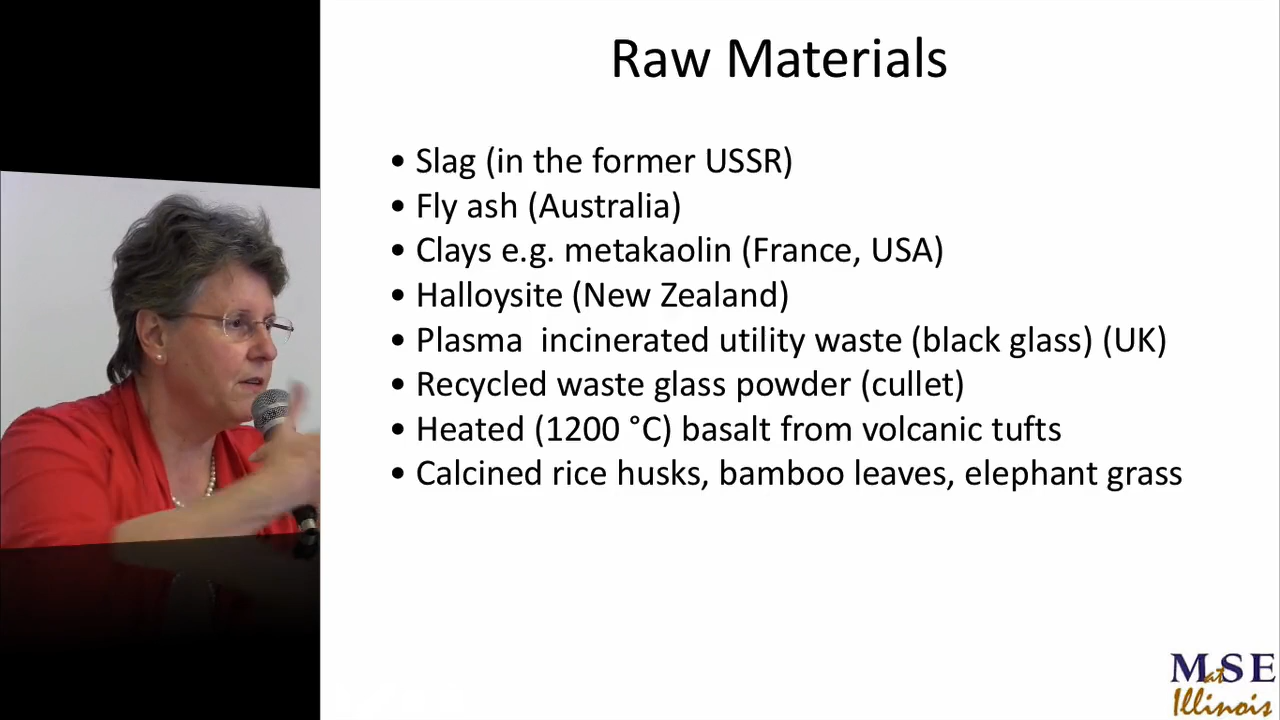 Raw Materials
• Slag (in the former USSR)
• Fly ash (Australia)
• Clays e.g. metakaolin (France, USA)
• Halloysite (New Zealand)
• Plasma  incinerated utility waste (black glass) (UK)
• Recycled waste glass powder (cullet)
• Heated (1200 °C) basalt from volcanic tufts
• Calcined rice husks, bamboo leaves, elephant grass
MatSE
Illinois